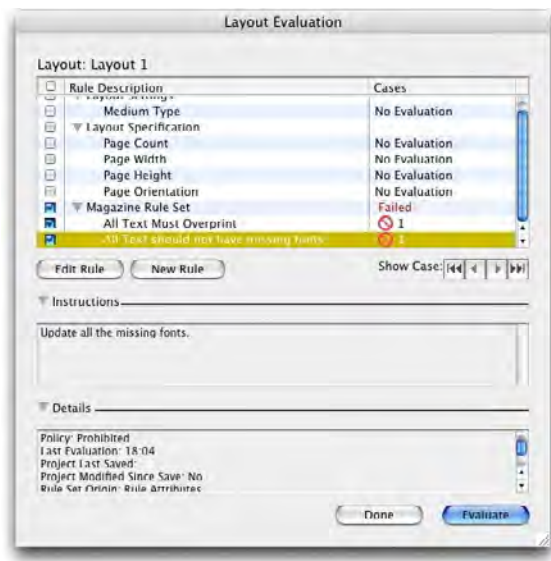 Layout Evaluation
Layout: Layout 1
Rule Description Cases
Layout Settings
Medium Type No Evaluation
Layout Specification
Page Count No Evaluation
Page Width No Evaluation
Page Height No Evaluation
Page Orientation No Evaluation
Magazine Rule Set Failed
All Text Must Overprint 1
All Text should not have missing fonts 1
Edit Rule New Rule Show Case:
Instructions
Update all the missing fonts.
Details
Policy: Prohibited
Last Evaluation: 18:04
Project Last Saved:
Project Modified Since Save: No
Rule Set Origin: Rule Attributes
Done Evaluate